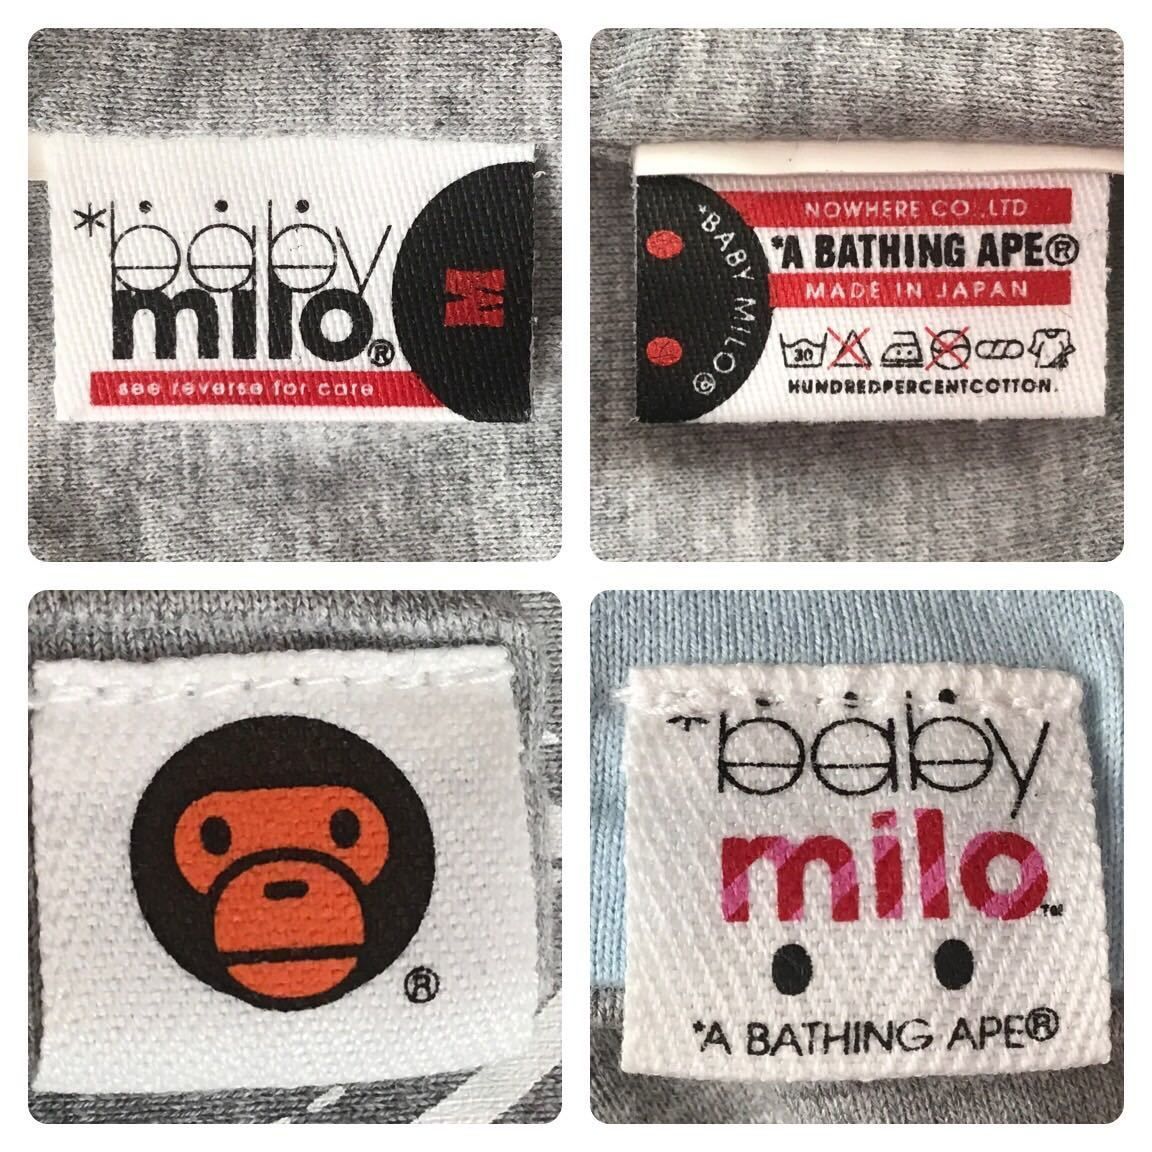 *baby
milo®
M
see reverse for care
*BABY MILO®
NOWHERE CO.,LTD
*A BATHING APE®
MADE IN JAPAN
30
HUNDREDPERCENTCOTTON.
®
*baby
milo™
*A BATHING APE®